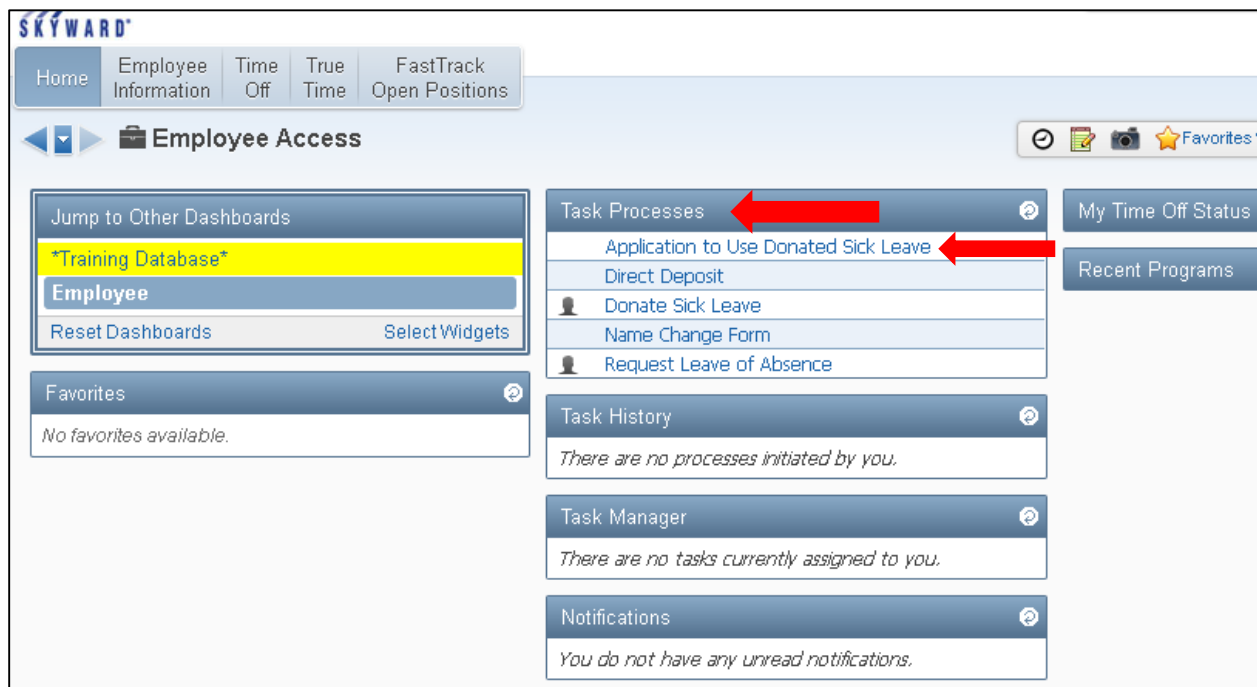 SKYWARD
Home
Employee Information
Time Off
True Time
FastTrack Open Positions
Employee Access
Favorites
Jump to Other Dashboards
*Training Database*
Employee
Reset Dashboards
Select Widgets
Favorites
No favorites available.
Task Processes
Application to Use Donated Sick Leave
Direct Deposit
Donate Sick Leave
Name Change Form
Request Leave of Absence
Task History
There are no processes initiated by you.
Task Manager
There are no tasks currently assigned to you.
Notifications
You do not have any unread notifications.
My Time Off Status
Recent Programs